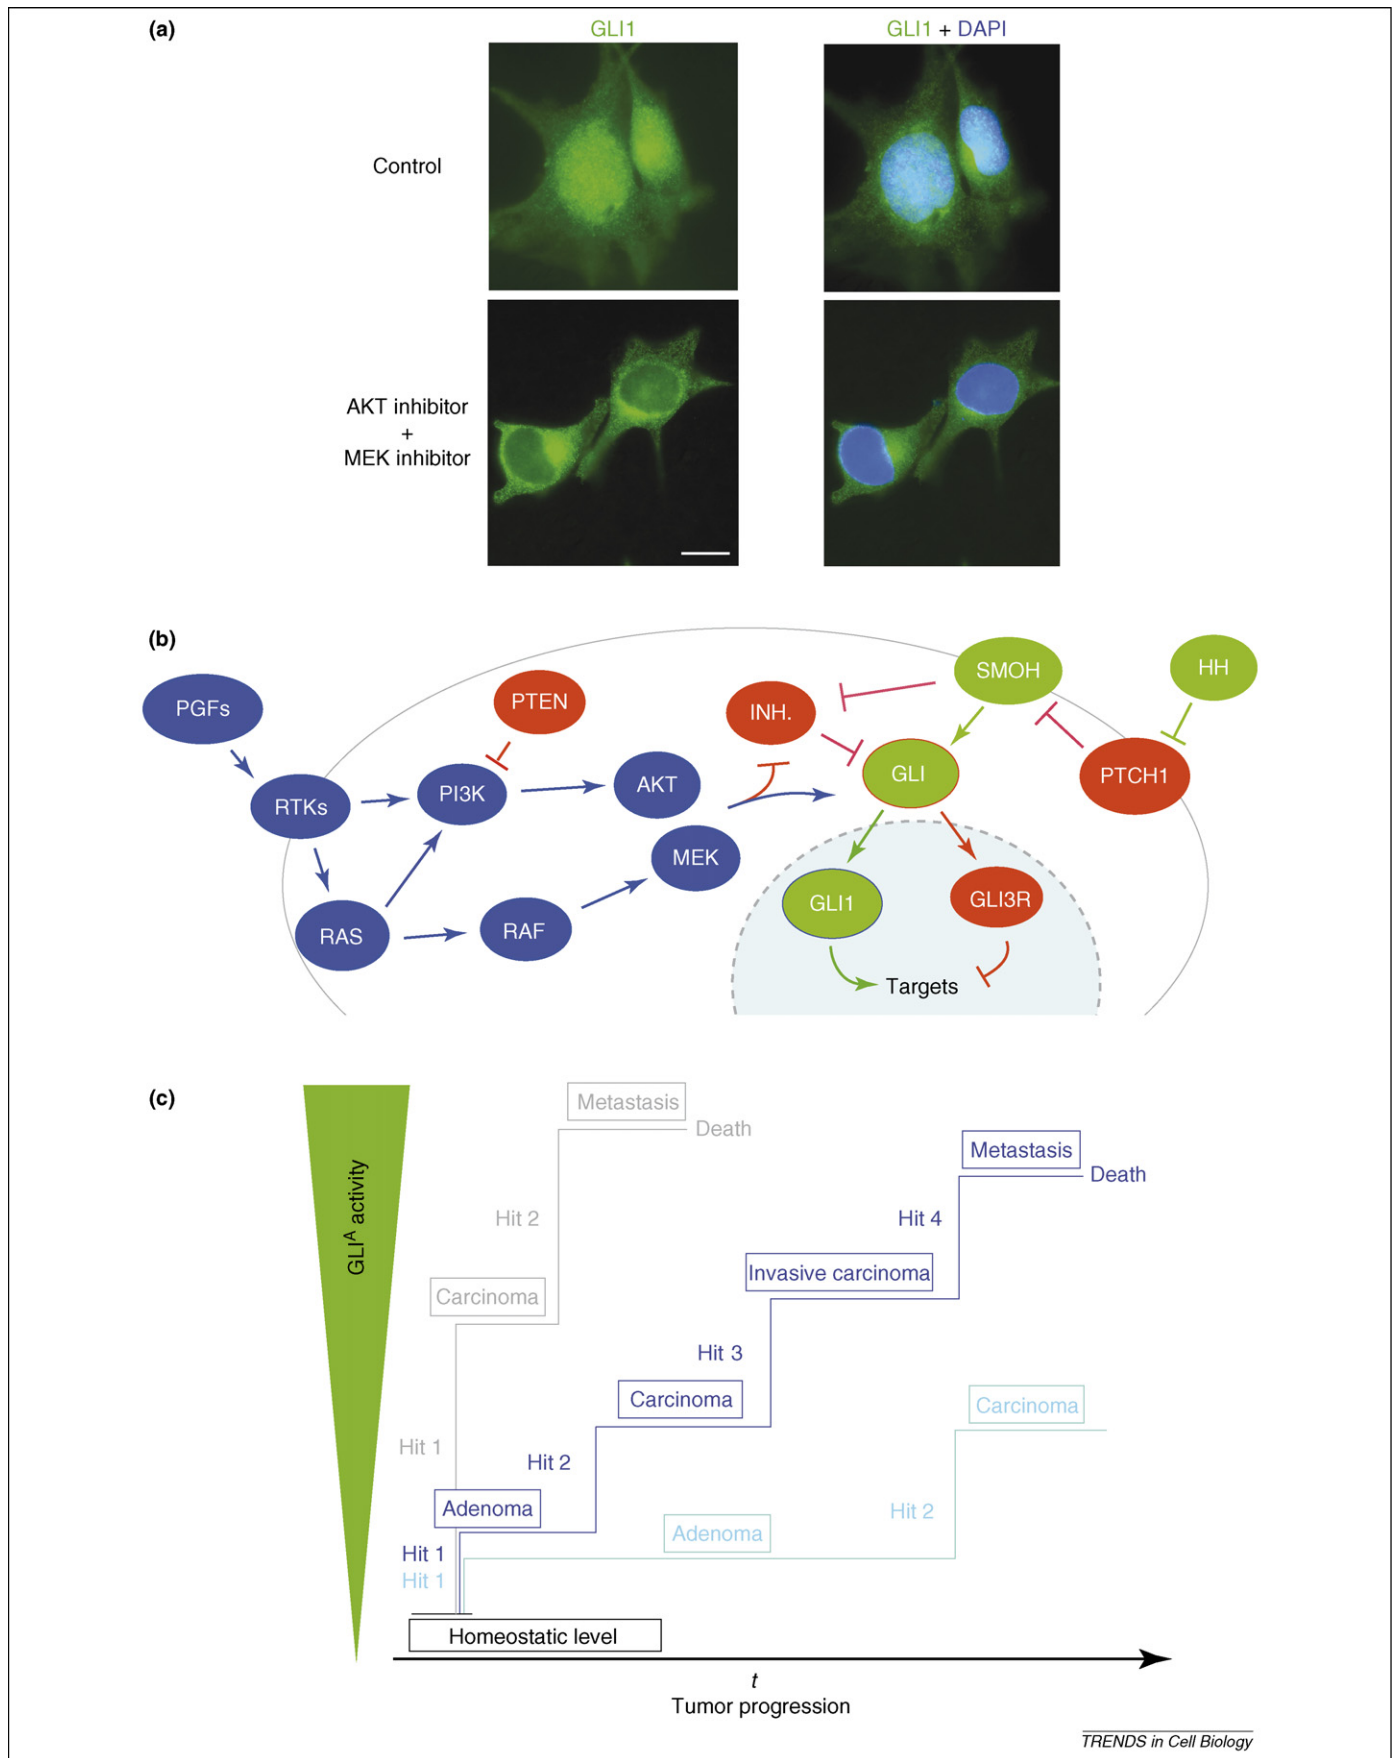 (a)
GLI1
GLI1 + DAPI
Control
AKT inhibitor
+
MEK inhibitor
(b)
PGFs
RTKs
RAS
PTEN
PI3K
RAF
AKT
MEK
INH.
SMOH
HH
GLI
PTCH1
GLI1
GLI3R
Targets
(c)
GLIᴬ activity
Metastasis
Death
Hit 2
Carcinoma
Hit 1
Metastasis
Death
Hit 4
Invasive carcinoma
Hit 3
Carcinoma
Hit 2
Adenoma
Hit 1
Carcinoma
Hit 2
Adenoma
Hit 1
Homeostatic level
t
Tumor progression
TRENDS in Cell Biology